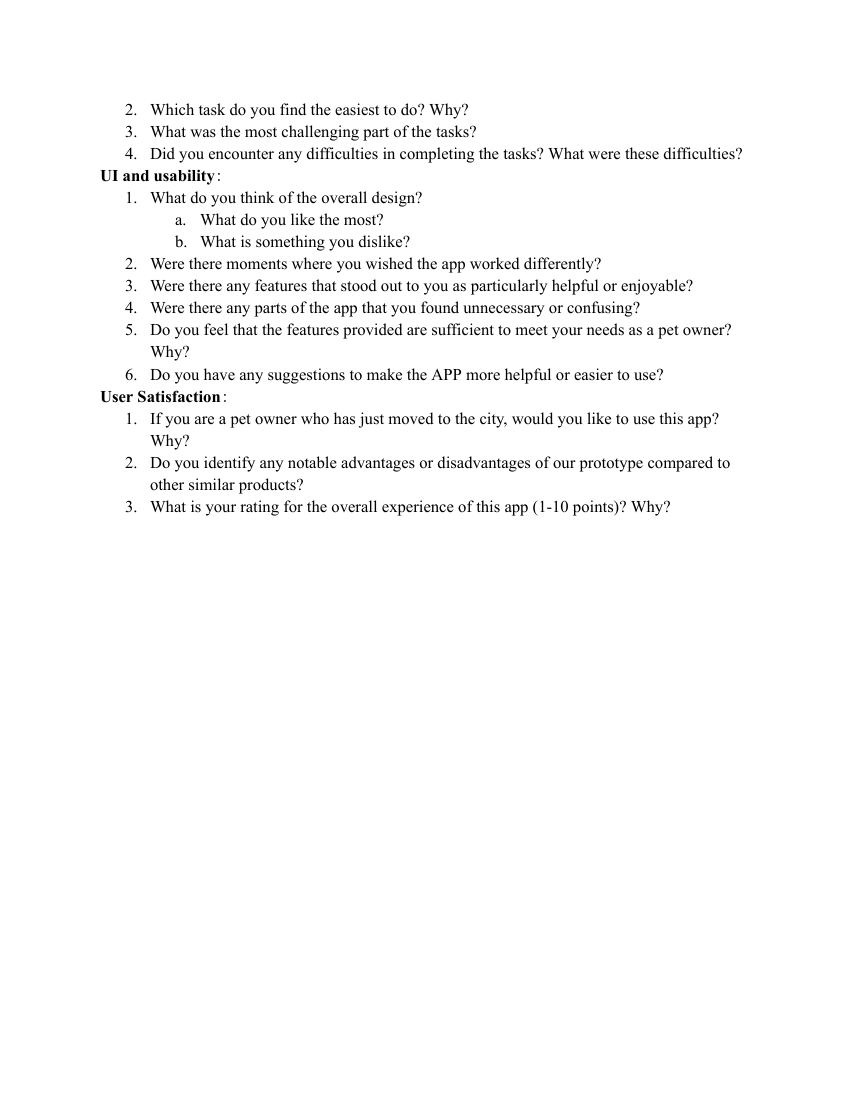 2. Which task do you find the easiest to do? Why?
3. What was the most challenging part of the tasks?
4. Did you encounter any difficulties in completing the tasks? What were these difficulties?
UI and usability:
1. What do you think of the overall design?
a. What do you like the most?
b. What is something you dislike?
2. Were there moments where you wished the app worked differently?
3. Were there any features that stood out to you as particularly helpful or enjoyable?
4. Were there any parts of the app that you found unnecessary or confusing?
5. Do you feel that the features provided are sufficient to meet your needs as a pet owner?
Why?
6. Do you have any suggestions to make the APP more helpful or easier to use?
User Satisfaction:
1. If you are a pet owner who has just moved to the city, would you like to use this app?
Why?
2. Do you identify any notable advantages or disadvantages of our prototype compared to
other similar products?
3. What is your rating for the overall experience of this app (1-10 points)? Why?